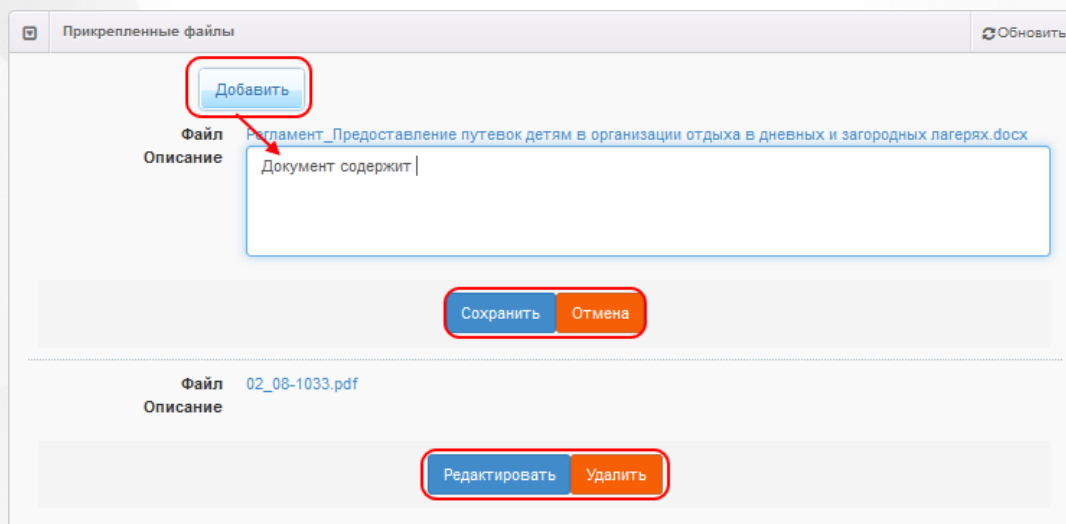 Прикрепленные файлы Обновить
Добавить
Файл Регламент_Предоставление путевок детям в организации отдыха в дневных и загородных лагерях.docx
Описание Документ содержит
Сохранить Отмена
Файл 02_08-1033.pdf
Описание
Редактировать Удалить